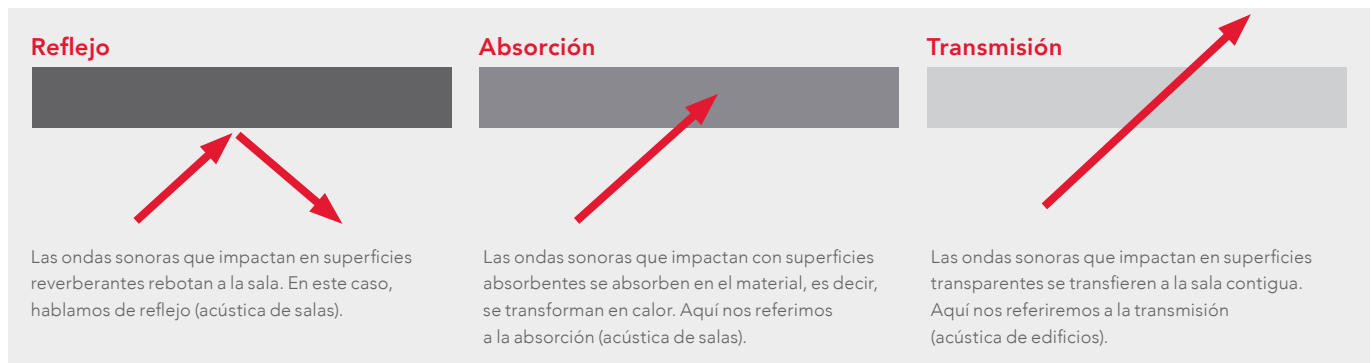 Reflejo
Las ondas sonoras que impactan en superficies
reverberantes rebotan a la sala. En este caso,
hablamos de reflejo (acústica de salas).
Absorción
Las ondas sonoras que impactan con superficies
absorbentes se absorben en el material, es decir,
se transforman en calor. Aquí nos referimos
a la absorción (acústica de salas).
Transmisión
Las ondas sonoras que impactan en superficies
transparentes se transfieren a la sala contigua.
Aquí nos referiremos a la transmisión
(acústica de edificios).